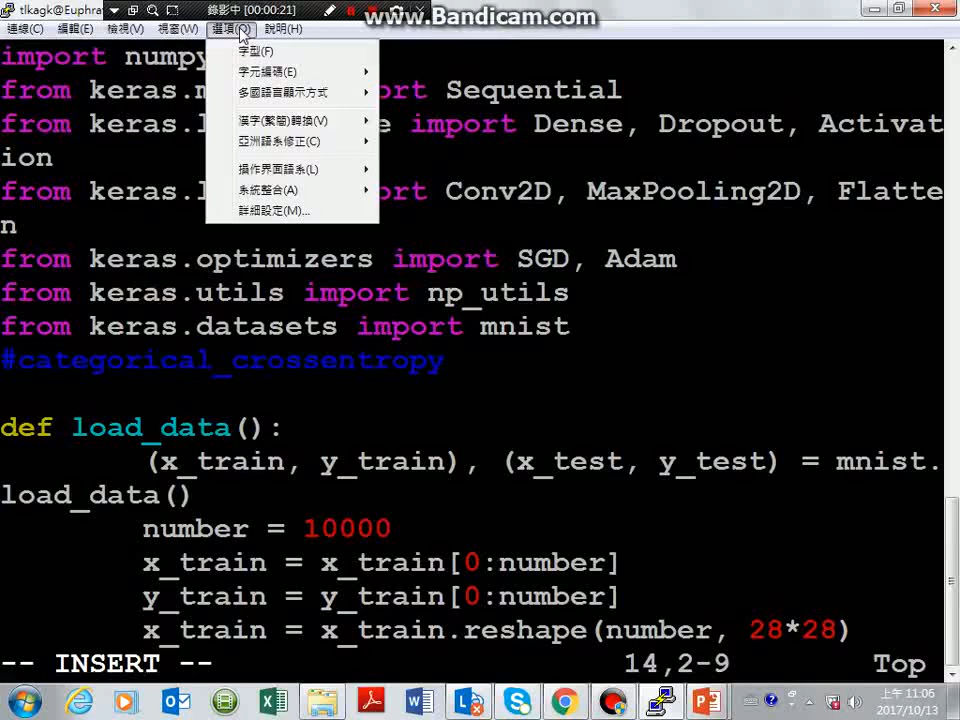 tlkagk@Euphra
錄影中 [00:00:21]
www.Bandicam.com
連線(C) 編輯(E) 檢視(V) 視窗(W) 選項(O) 說明(H)
字型(F)
字元編碼(E)
多國語言顯示方式
漢字(繁簡)轉換(V)
亞洲語系修正(C)
操作界面語系(L)
系統整合(A)
詳細設定(M)...
import numpy
from keras.m ort Sequential
from keras.l e import Dense, Dropout, Activat
ion
from keras.l ort Conv2D, MaxPooling2D, Flatte
n
from keras.optimizers import SGD, Adam
from keras.utils import np_utils
from keras.datasets import mnist
#categorical_crossentropy
def load_data():
(x_train, y_train), (x_test, y_test) = mnist.
load_data()
number = 10000
x_train = x_train[0:number]
y_train = y_train[0:number]
x_train = x_train.reshape(number, 28*28)
-- INSERT -- 14,2-9 Top
上午 11:06
2017/10/13